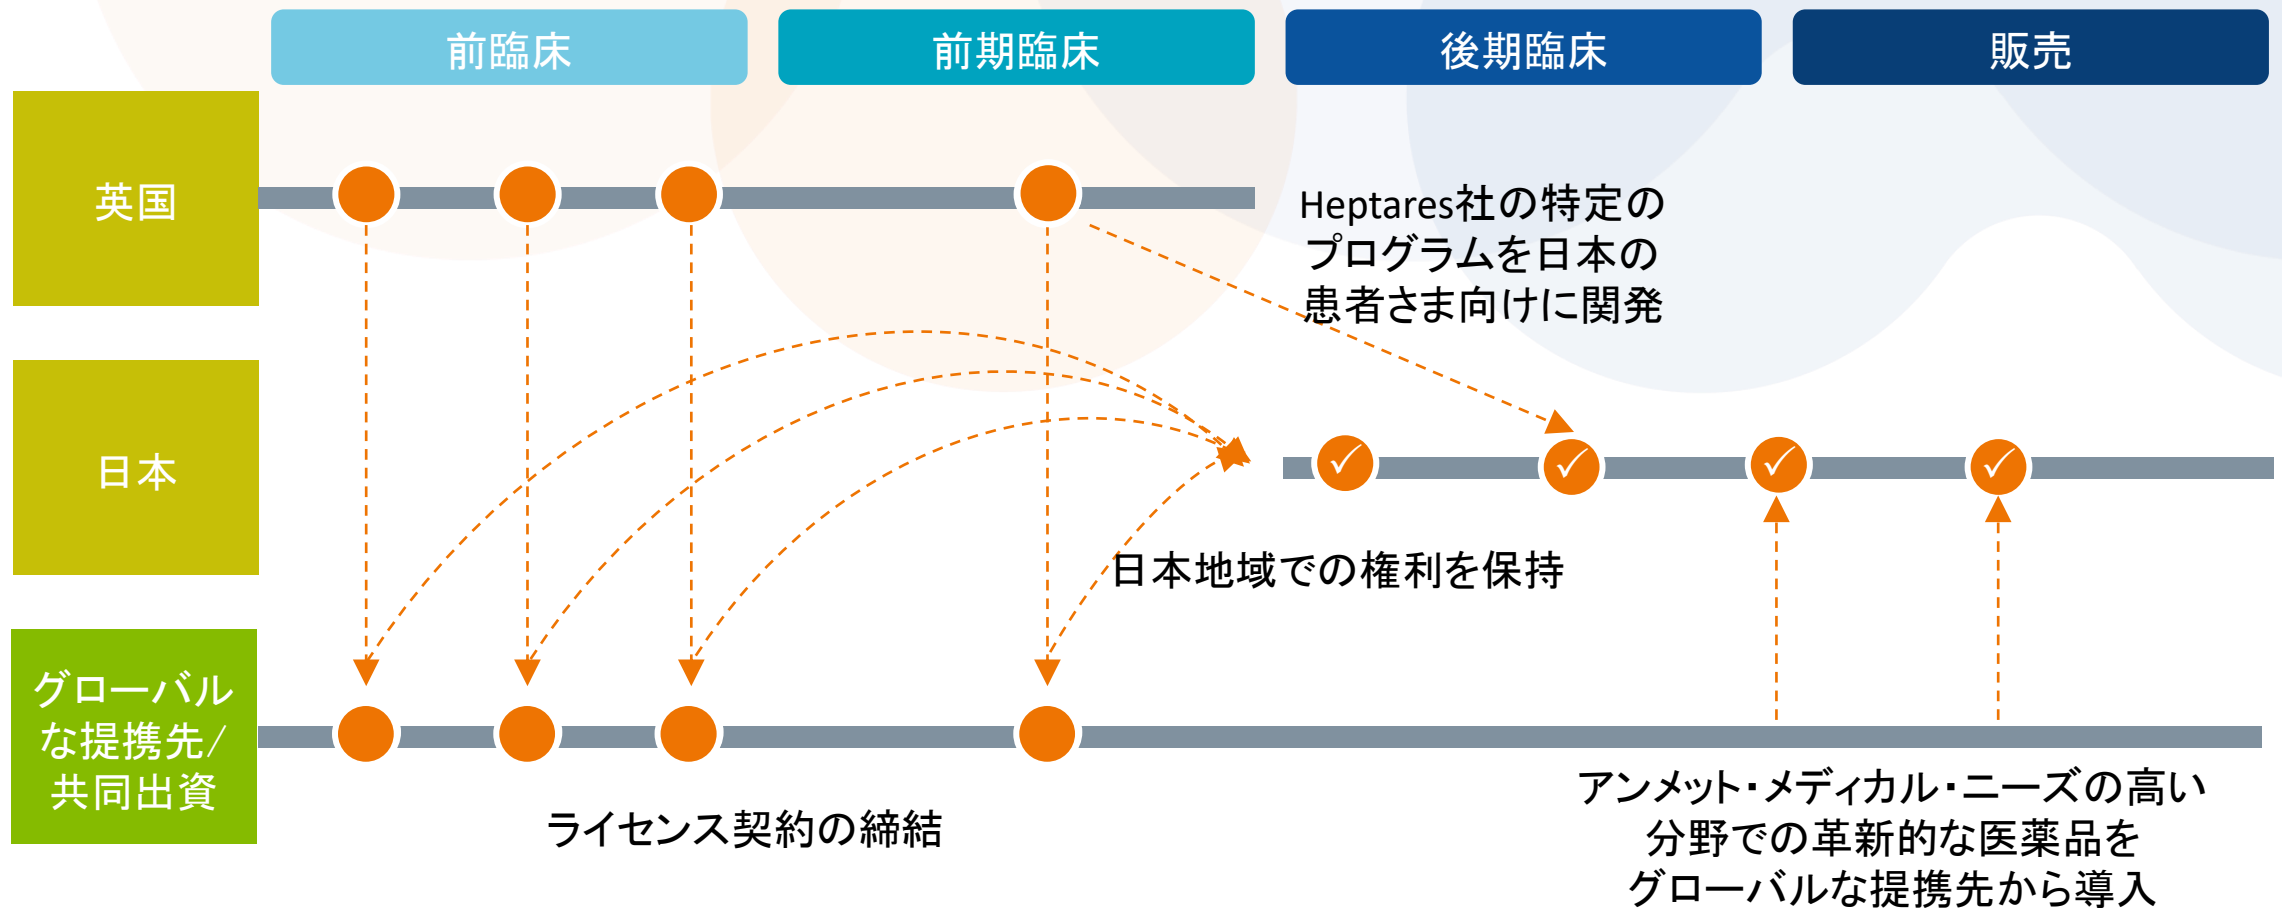 前臨床
前期臨床
後期臨床
販売
英国
Heptares社の特定の
プログラムを日本の
患者さま向けに関発
日本
日本地域での権利を保持
グローバル
な提携先/
共同出資
ライセンス契約の締結
アンメット・メディカル・ニーズの高い
分野での革新的な医薬品を
グローバルな提携先から導入